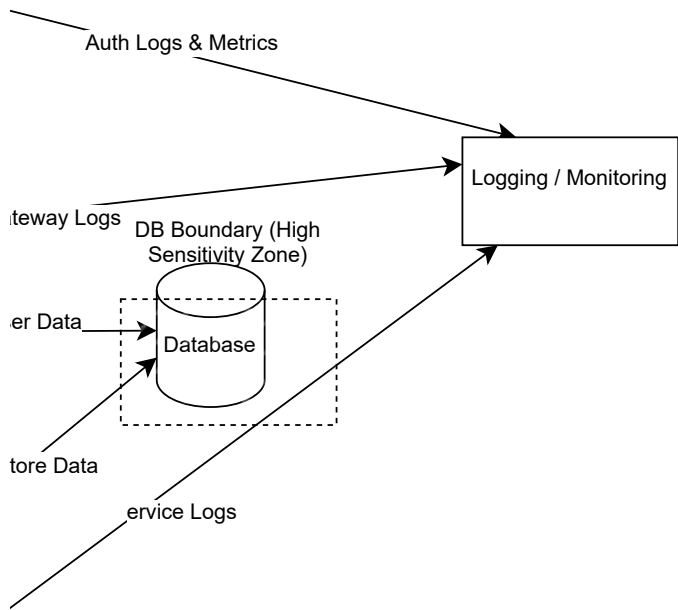 Auth Logs & Metrics
Logging / Monitoring
teway Logs
DB Boundary (High
Sensitivity Zone)
er Data
Database
tore Data
ervice Logs